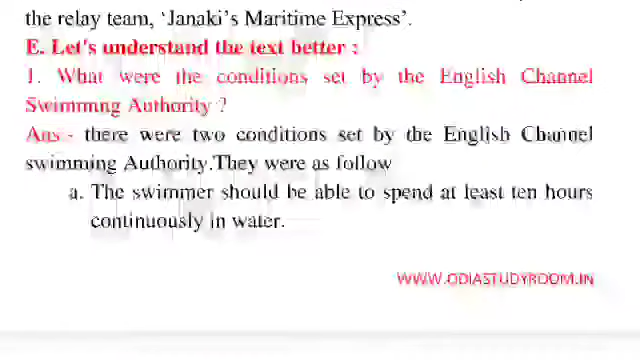 the relay team, ‘Janaki’s Maritime Express’.
E. Let's understand the text better :
1. What were the conditions set by the English Channel
Swimming Authority ?
Ans - there were two conditions set by the English Channel
swimming Authority.They were as follow
a. The swimmer should be able to spend at least ten hours
continuously in water.
WWW.ODIASTUDYROOM.IN